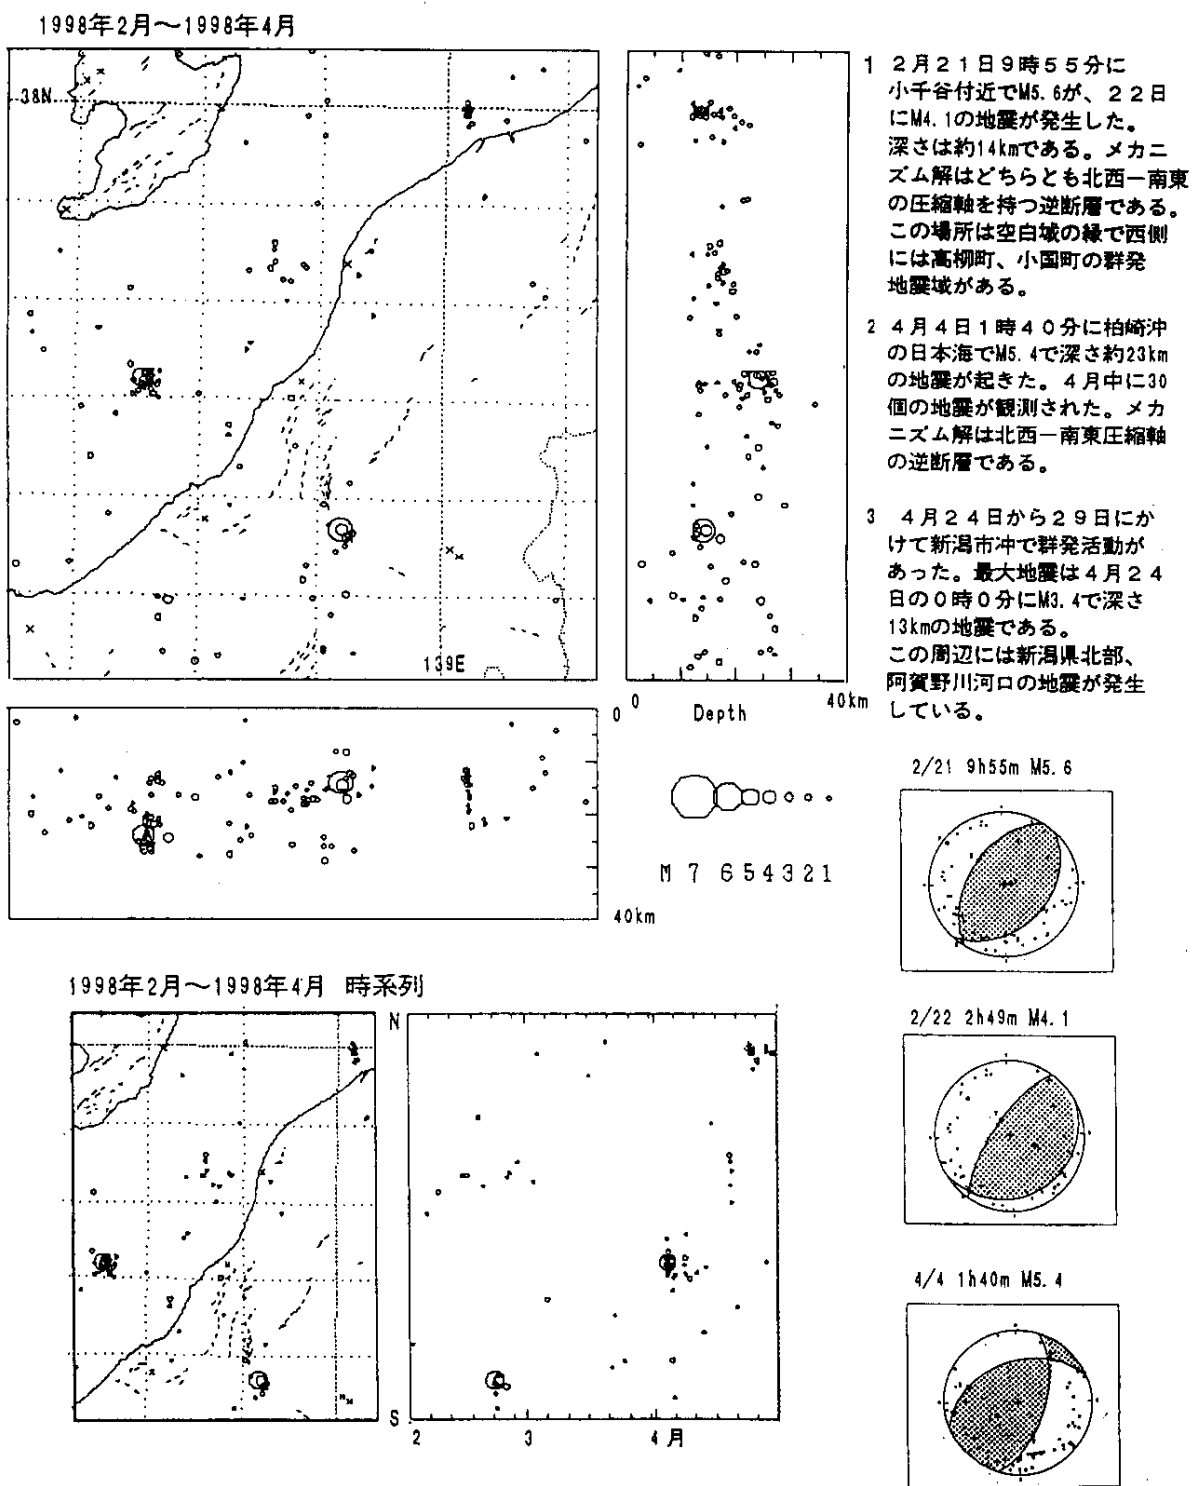 1998年2月～1998年4月
38N
139E
0
40km
Depth
0
40km
M 7 6 5 4 3 2 1
1 ２月２１日９時５５分に
小千谷付近でM5.6が、２２日
にM4.1の地震が発生した。
深さは約14kmである。メカニ
ズム解はどちらとも北西－南東
の圧縮軸を持つ逆断層である。
この場所は空白域の縁で西側
には高柳町、小国町の群発
地震域がある。
2 ４月４日１時４０分に柏崎沖
の日本海でM5.4で深さ約23km
の地震が起きた。４月中に30
個の地震が観測された。メカ
ニズム解は北西－南東圧縮軸
の逆断層である。
3 ４月２４日から２９日にか
けて新潟市沖で群発活動が
あった。最大地震は４月２４
日の０時０分にM3.4で深さ
13kmの地震である。
この周辺には新潟県北部、
阿賀野川河口の地震が発生
している。
2/21 9h55m M5.6
2/22 2h49m M4.1
4/4 1h40m M5.4
1998年2月～1998年4月 時系列
N
S
2 3 4月